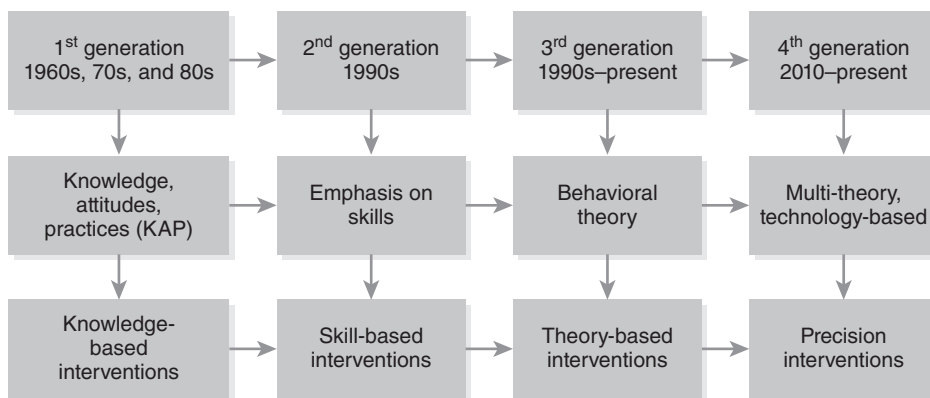 1st generation
1960s, 70s, and 80s
2nd generation
1990s
3rd generation
1990s–present
4th generation
2010–present
Knowledge,
attitudes,
practices (KAP)
Emphasis on
skills
Behavioral
theory
Multi-theory,
technology-based
Knowledge-
based
interventions
Skill-based
interventions
Theory-based
interventions
Precision
interventions